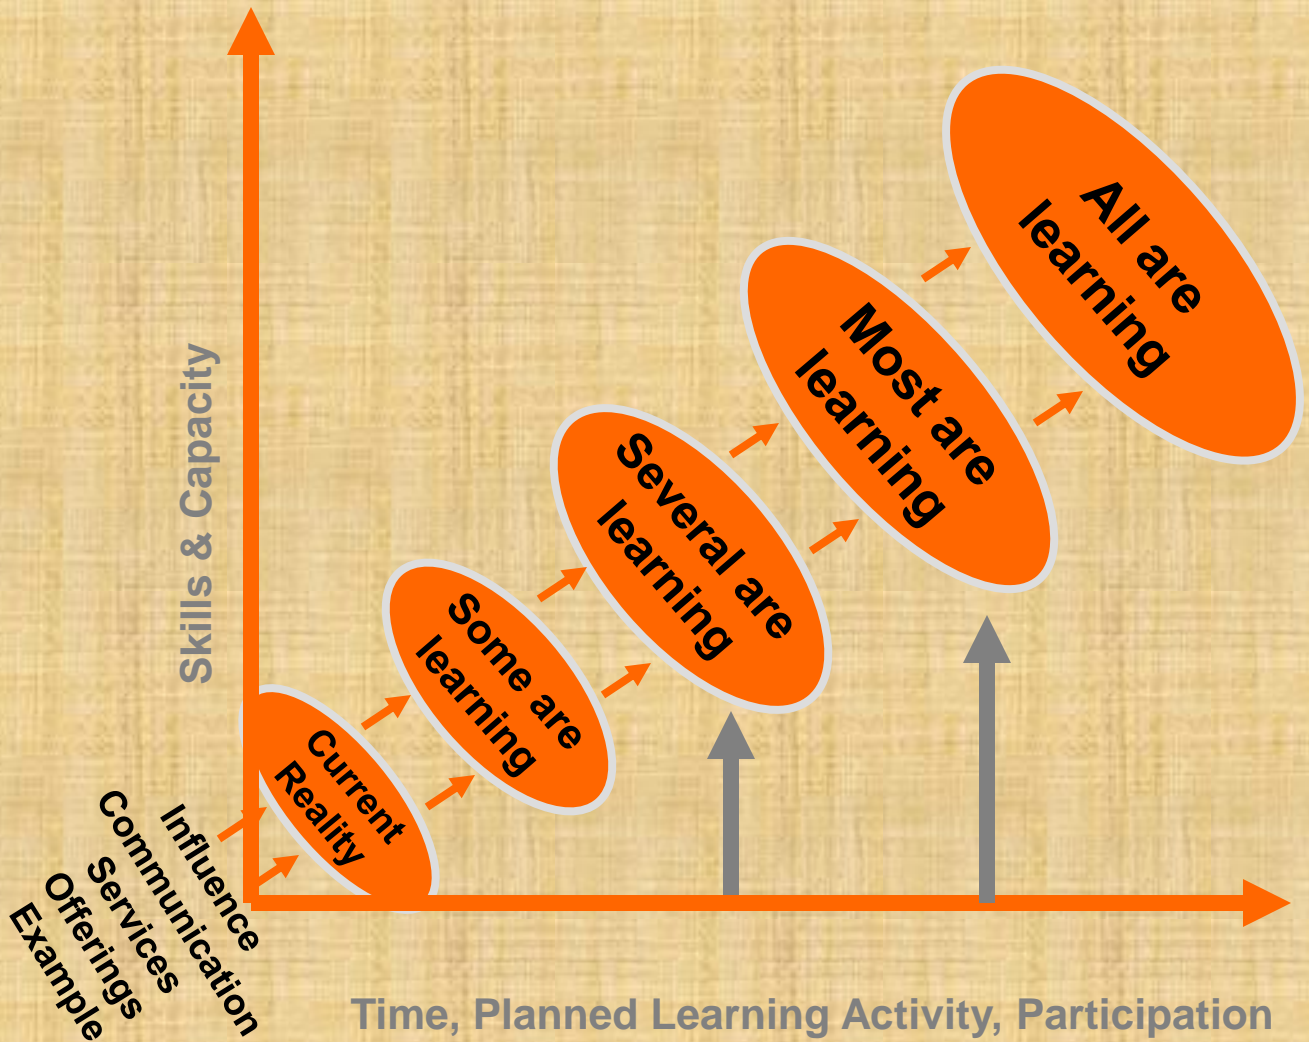 All are
learning
Most are
learning
Several are
learning
Some are
learning
Current
Reality
Skills & Capacity
Influence
Communication
Services
Offerings
Example
Time, Planned Learning Activity, Participation